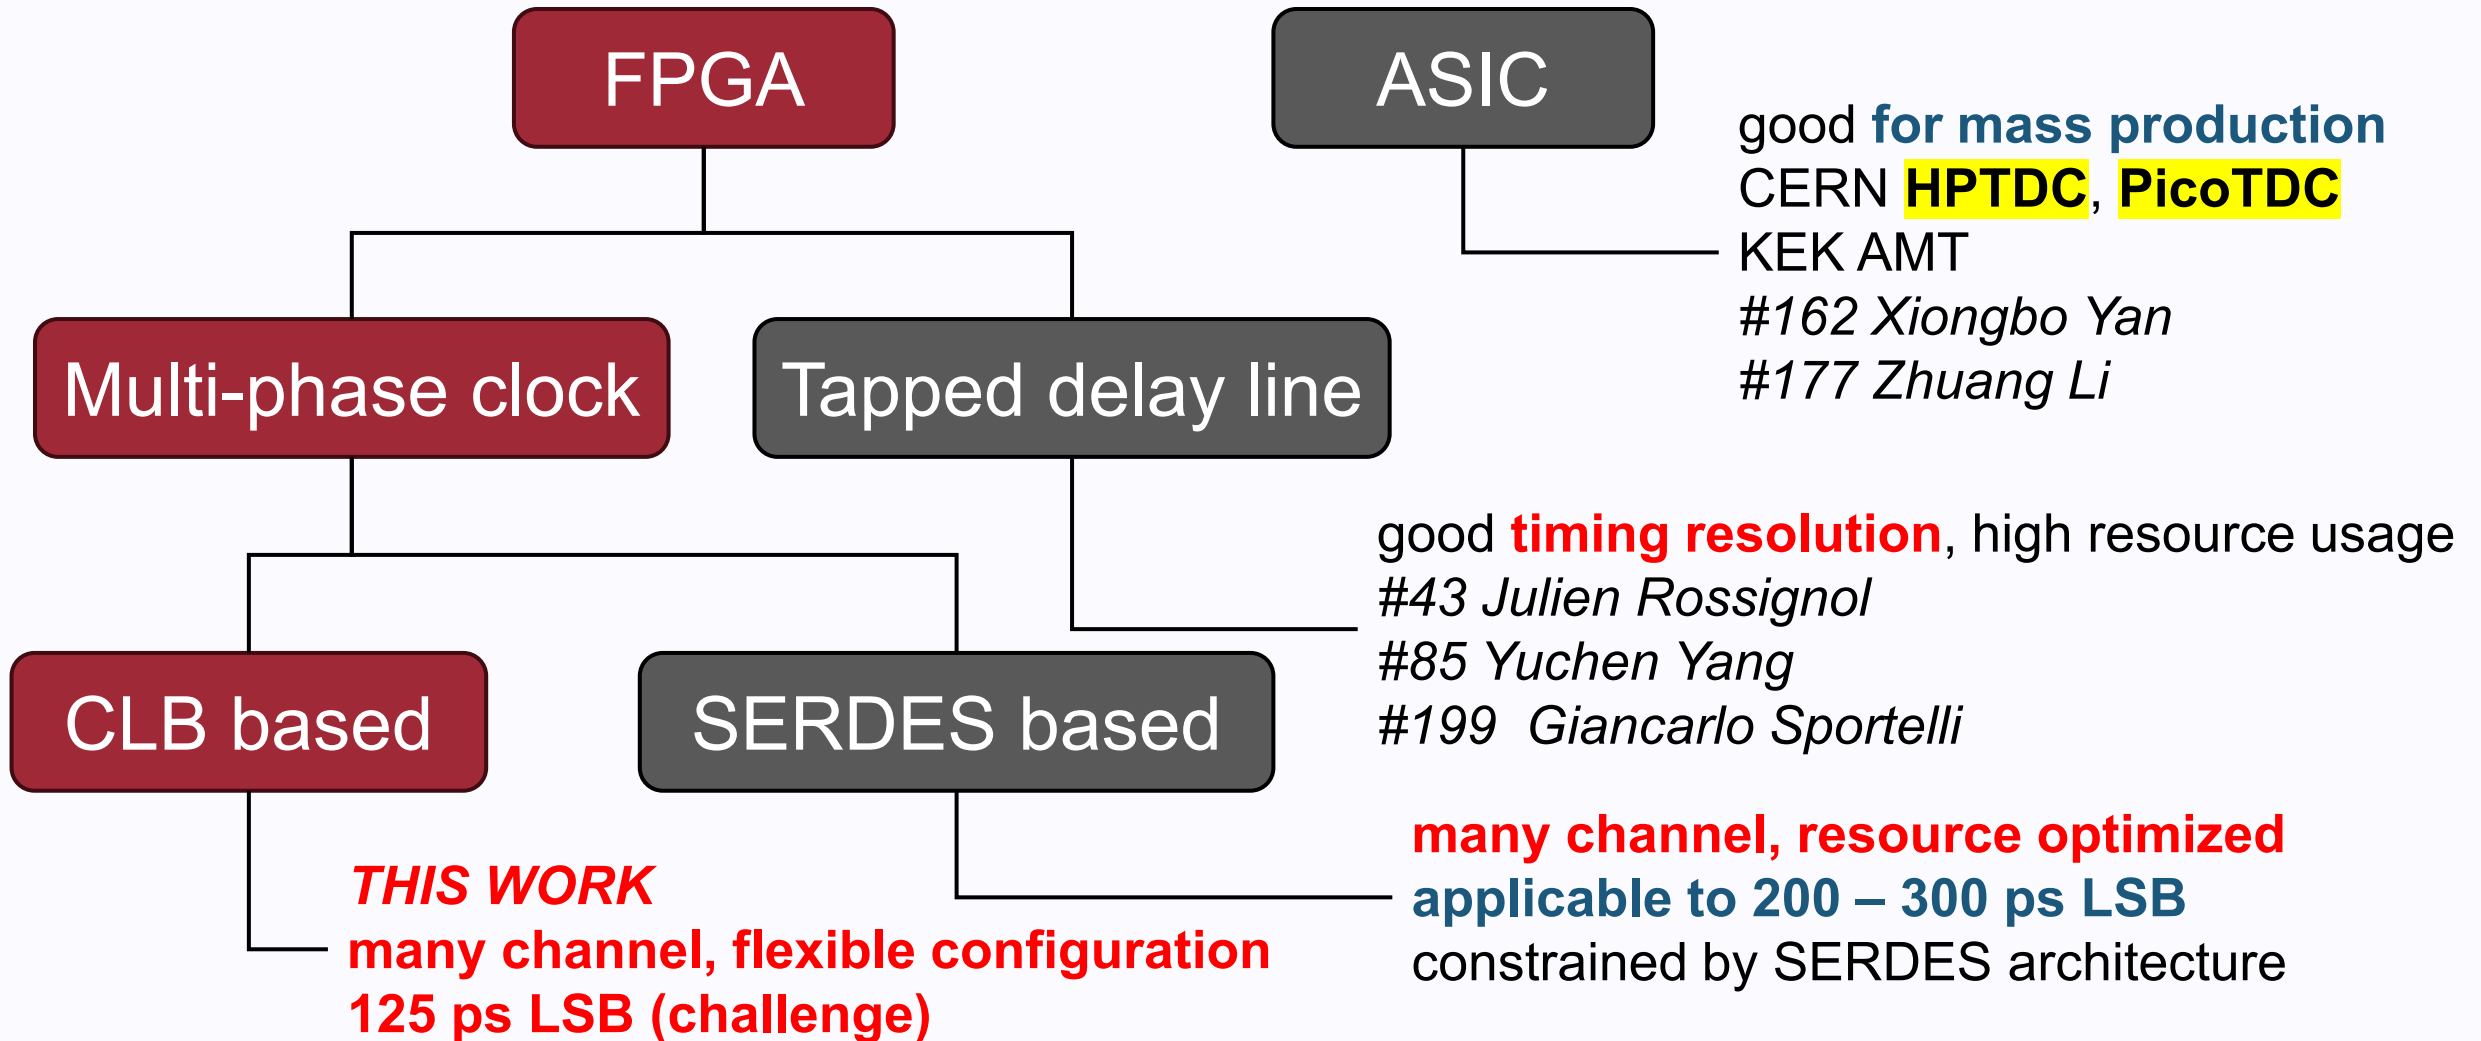 FPGA
ASIC
good for mass production
CERN HPTDC, PicoTDC
KEK AMT
#162 Xiongbo Yan
#177 Zhuang Li
Multi-phase clock
Tapped delay line
good timing resolution, high resource usage
#43 Julien Rossignol
#85 Yuchen Yang
#199 Giancarlo Sportelli
CLB based
SERDES based
THIS WORK
many channel, flexible configuration
125 ps LSB (challenge)
many channel, resource optimized
applicable to 200 – 300 ps LSB
constrained by SERDES architecture